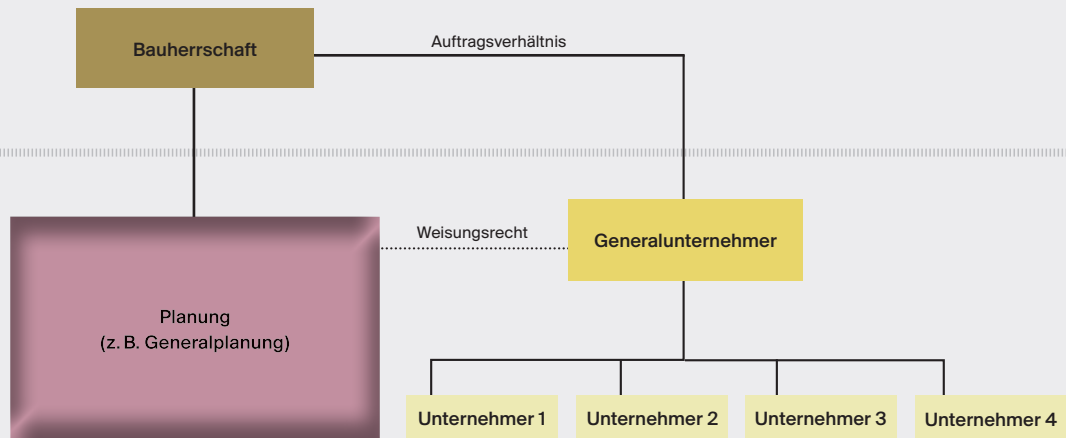 Bauherrschaft
Auftragsverhältnis
Weisungsrecht
Generalunternehmer
Planung
(z. B. Generalplanung)
Unternehmer 1
Unternehmer 2
Unternehmer 3
Unternehmer 4